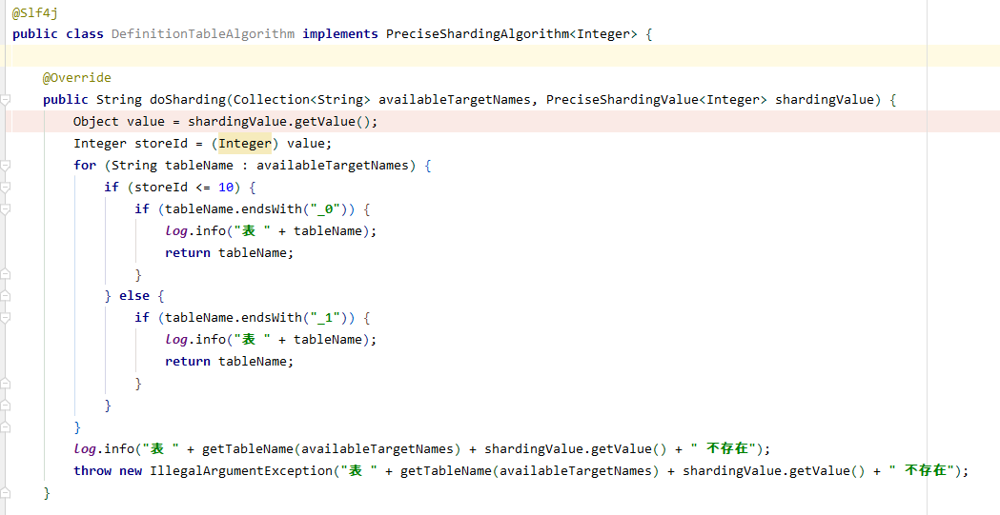 @Slf4j
public class DefinitionTableAlgorithm implements PreciseShardingAlgorithm<Integer> {
@Override
public String doSharding(Collection<String> availableTargetNames, PreciseShardingValue<Integer> shardingValue) {
Object value = shardingValue.getValue();
Integer storeId = (Integer) value;
for (String tableName : availableTargetNames) {
if (storeId <= 10) {
if (tableName.endsWith("_0")) {
log.info("表 " + tableName);
return tableName;
}
} else {
if (tableName.endsWith("_1")) {
log.info("表 " + tableName);
return tableName;
}
}
}
log.info("表 " + getTableName(availableTargetNames) + shardingValue.getValue() + " 不存在");
throw new IllegalArgumentException("表 " + getTableName(availableTargetNames) + shardingValue.getValue() + " 不存在");
}